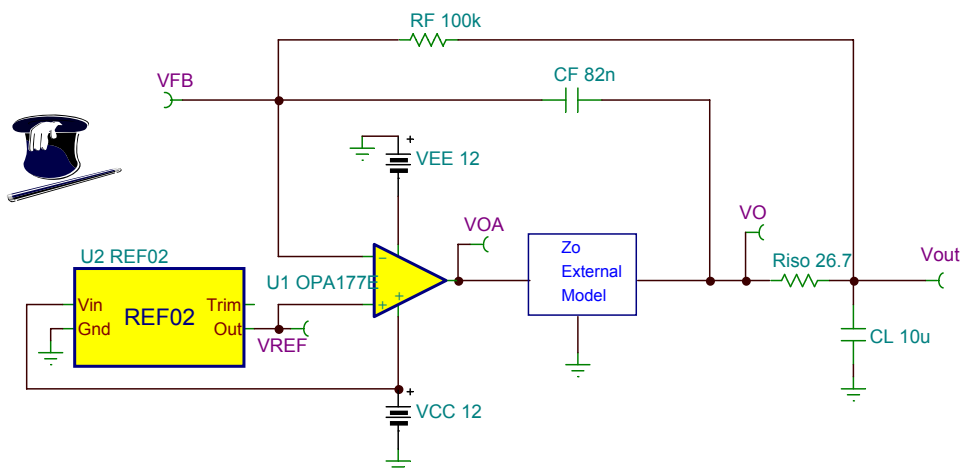 RF 100k
CF 82n
VFB
+
VEE 12
VOA
VO
Zo
External
Model
Riso 26.7
Vout
U2 REF02
U1 OPA177E
Vin
Trim
REF02
Gnd
Out
VREF
-
+
+
CL 10u
+
VCC 12